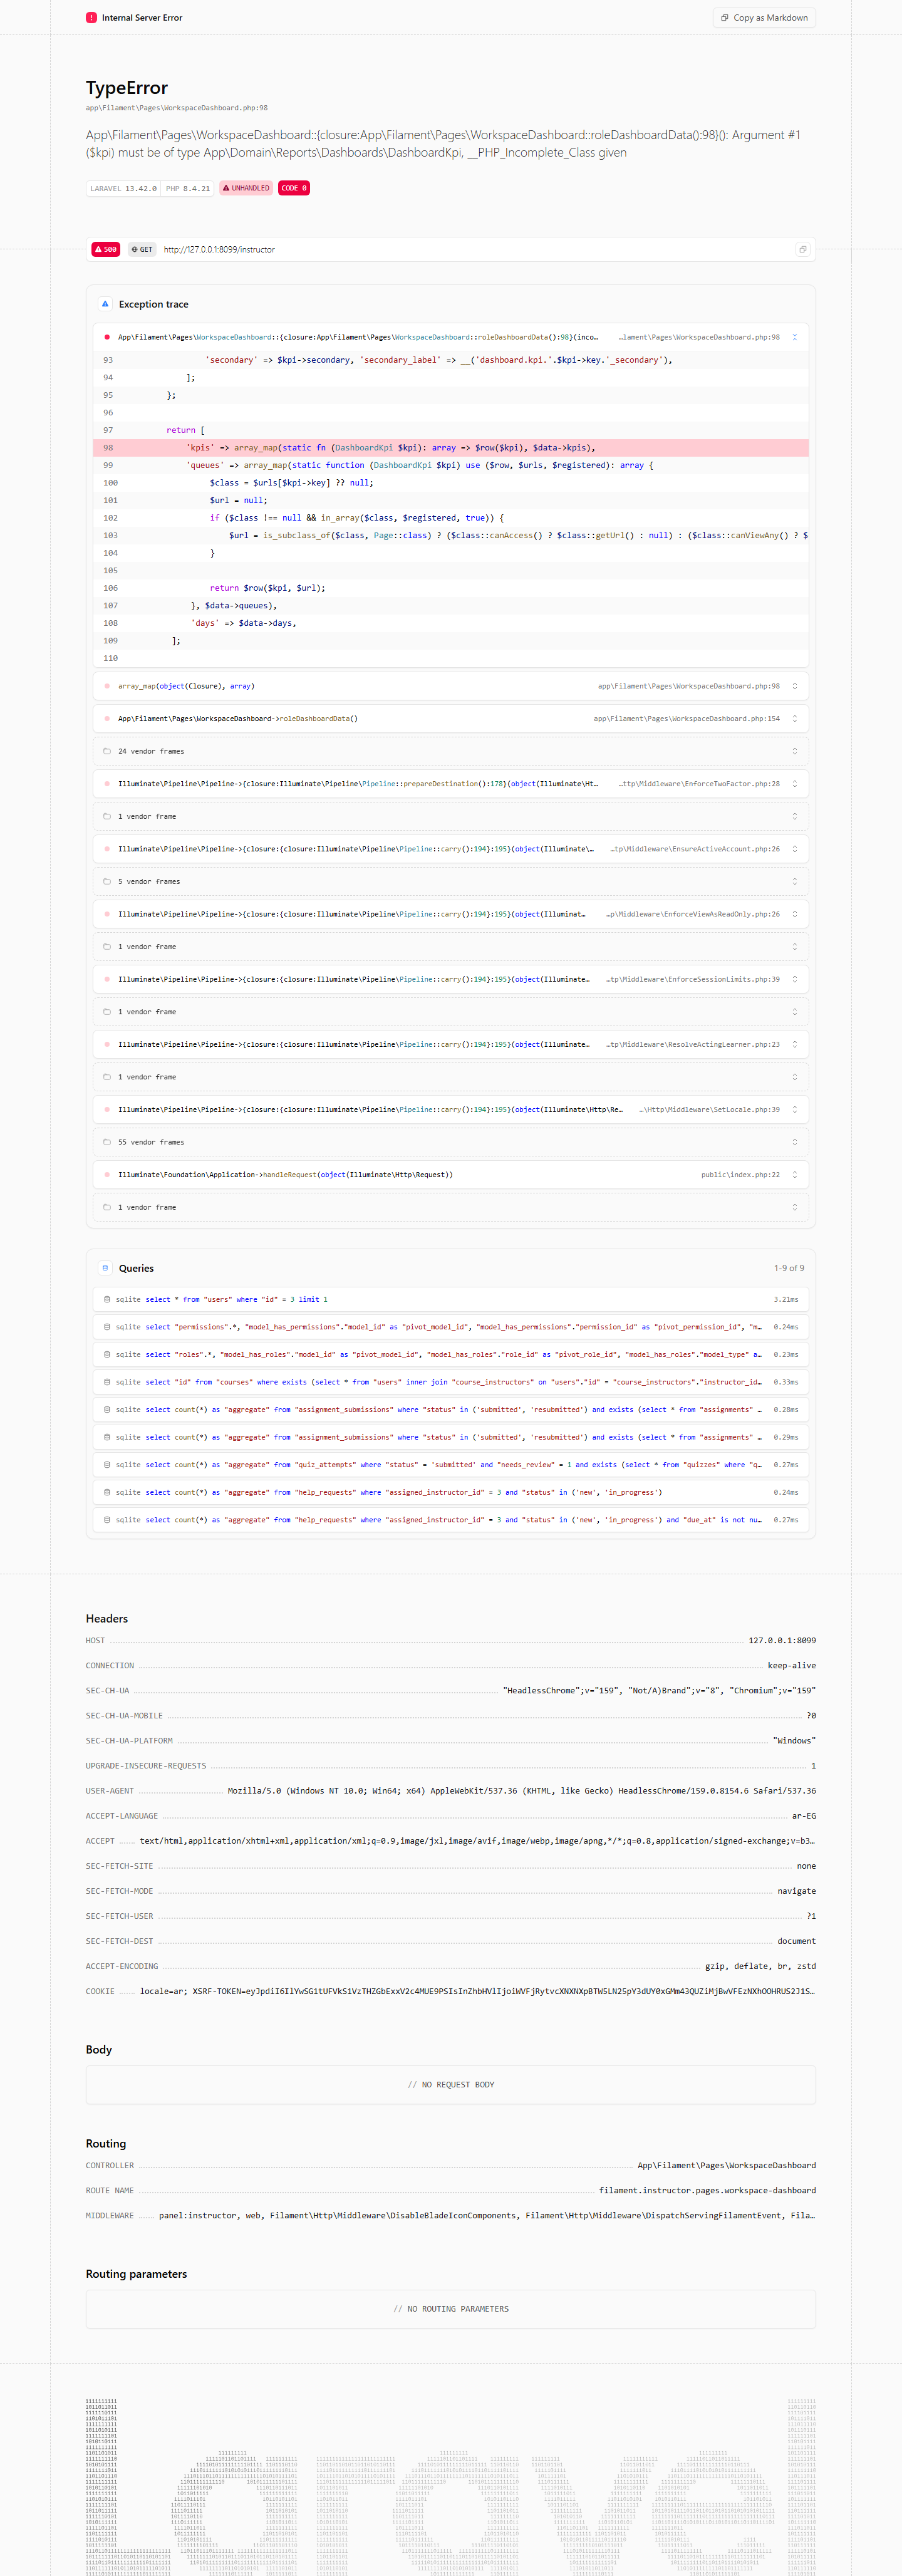 Internal Server Error
Copy as Markdown
TypeError
app\Filament\Pages\WorkspaceDashboard.php:98
App\Filament\Pages\WorkspaceDashboard::{closure:App\Filament\Pages\WorkspaceDashboard::roleDashboardData():98}(): Argument #1
($kpi) must be of type App\Domain\Reports\Dashboards\DashboardKpi, __PHP_Incomplete_Class given
LARAVEL 13.42.0 PHP 8.4.21 UNHANDLED CODE 0
500 GET http://127.0.0.1:8099/instructor
Exception trace
App\Filament\Pages\WorkspaceDashboard::{closure:App\Filament\Pages\WorkspaceDashboard::roleDashboardData():98}(inco… …lament\Pages\WorkspaceDashboard.php:98
93 'secondary' => $kpi->secondary, 'secondary_label' => __('dashboard.kpi.'.$kpi->key.'_secondary'),
94 ];
95 };
96
97 return [
98 'kpis' => array_map(static fn (DashboardKpi $kpi): array => $row($kpi), $data->kpis),
99 'queues' => array_map(static function (DashboardKpi $kpi) use ($row, $urls, $registered): array {
100 $class = $urls[$kpi->key] ?? null;
101 $url = null;
102 if ($class !== null && in_array($class, $registered, true)) {
103 $url = is_subclass_of($class, Page::class) ? ($class::canAccess() ? $class::getUrl() : null) : ($class::canViewAny() ? $
104 }
105
106 return $row($kpi, $url);
107 }, $data->queues),
108 'days' => $data->days,
109 ];
110
array_map(object(Closure), array) app\Filament\Pages\WorkspaceDashboard.php:98
App\Filament\Pages\WorkspaceDashboard->roleDashboardData() app\Filament\Pages\WorkspaceDashboard.php:154
24 vendor frames
Illuminate\Pipeline\Pipeline->{closure:Illuminate\Pipeline\Pipeline::prepareDestination():178}(object(Illuminate\Ht… …ttp\Middleware\EnforceTwoFactor.php:28
1 vendor frame
Illuminate\Pipeline\Pipeline->{closure:{closure:Illuminate\Pipeline\Pipeline::carry():194}:195}(object(Illuminate\… …tp\Middleware\EnsureActiveAccount.php:26
5 vendor frames
Illuminate\Pipeline\Pipeline->{closure:{closure:Illuminate\Pipeline\Pipeline::carry():194}:195}(object(Illuminat… …p\Middleware\EnforceViewAsReadOnly.php:26
1 vendor frame
Illuminate\Pipeline\Pipeline->{closure:{closure:Illuminate\Pipeline\Pipeline::carry():194}:195}(object(Illuminate… …tp\Middleware\EnforceSessionLimits.php:39
1 vendor frame
Illuminate\Pipeline\Pipeline->{closure:{closure:Illuminate\Pipeline\Pipeline::carry():194}:195}(object(Illuminate… …tp\Middleware\ResolveActingLearner.php:23
1 vendor frame
Illuminate\Pipeline\Pipeline->{closure:{closure:Illuminate\Pipeline\Pipeline::carry():194}:195}(object(Illuminate\Http\Re… …\Http\Middleware\SetLocale.php:39
55 vendor frames
Illuminate\Foundation\Application->handleRequest(object(Illuminate\Http\Request)) public\index.php:22
1 vendor frame
Queries 1-9 of 9
sqlite select * from "users" where "id" = 3 limit 1 3.21ms
sqlite select "permissions".*, "model_has_permissions"."model_id" as "pivot_model_id", "model_has_permissions"."permission_id" as "pivot_permission_id", "m… 0.24ms
sqlite select "roles".*, "model_has_roles"."model_id" as "pivot_model_id", "model_has_roles"."role_id" as "pivot_role_id", "model_has_roles"."model_type" a… 0.23ms
sqlite select "id" from "courses" where exists (select * from "users" inner join "course_instructors" on "users"."id" = "course_instructors"."instructor_id… 0.33ms
sqlite select count(*) as "aggregate" from "assignment_submissions" where "status" in ('submitted', 'resubmitted') and exists (select * from "assignments" … 0.28ms
sqlite select count(*) as "aggregate" from "assignment_submissions" where "status" in ('submitted', 'resubmitted') and exists (select * from "assignments" … 0.29ms
sqlite select count(*) as "aggregate" from "quiz_attempts" where "status" = 'submitted' and "needs_review" = 1 and exists (select * from "quizzes" where "q… 0.27ms
sqlite select count(*) as "aggregate" from "help_requests" where "assigned_instructor_id" = 3 and "status" in ('new', 'in_progress') 0.24ms
sqlite select count(*) as "aggregate" from "help_requests" where "assigned_instructor_id" = 3 and "status" in ('new', 'in_progress') and "due_at" is not nu… 0.27ms
Headers
HOST 127.0.0.1:8099
CONNECTION keep-alive
SEC-CH-UA "HeadlessChrome";v="159", "Not/A)Brand";v="8", "Chromium";v="159"
SEC-CH-UA-MOBILE ?0
SEC-CH-UA-PLATFORM "Windows"
UPGRADE-INSECURE-REQUESTS 1
USER-AGENT Mozilla/5.0 (Windows NT 10.0; Win64; x64) AppleWebKit/537.36 (KHTML, like Gecko) HeadlessChrome/159.0.8154.6 Safari/537.36
ACCEPT-LANGUAGE ar-EG
ACCEPT text/html,application/xhtml+xml,application/xml;q=0.9,image/jxl,image/avif,image/webp,image/apng,*/*;q=0.8,application/signed-exchange;v=b3…
SEC-FETCH-SITE none
SEC-FETCH-MODE navigate
SEC-FETCH-USER ?1
SEC-FETCH-DEST document
ACCEPT-ENCODING gzip, deflate, br, zstd
COOKIE locale=ar;
Body
// NO REQUEST BODY
Routing
CONTROLLER App\Filament\Pages\WorkspaceDashboard
ROUTE NAME filament.instructor.pages.workspace-dashboard
MIDDLEWARE panel:instructor, web, Filament\Http\Middleware\DisableBladeIconComponents, Filament\Http\Middleware\DispatchServingFilamentEvent, Fila…
Routing parameters
// NO ROUTING PARAMETERS